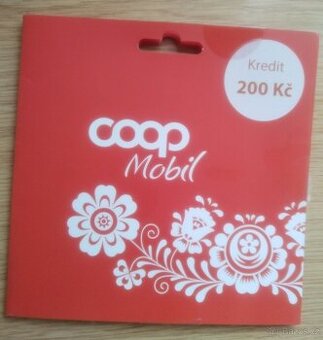 Kredit
200 Kč
coop
Mobil